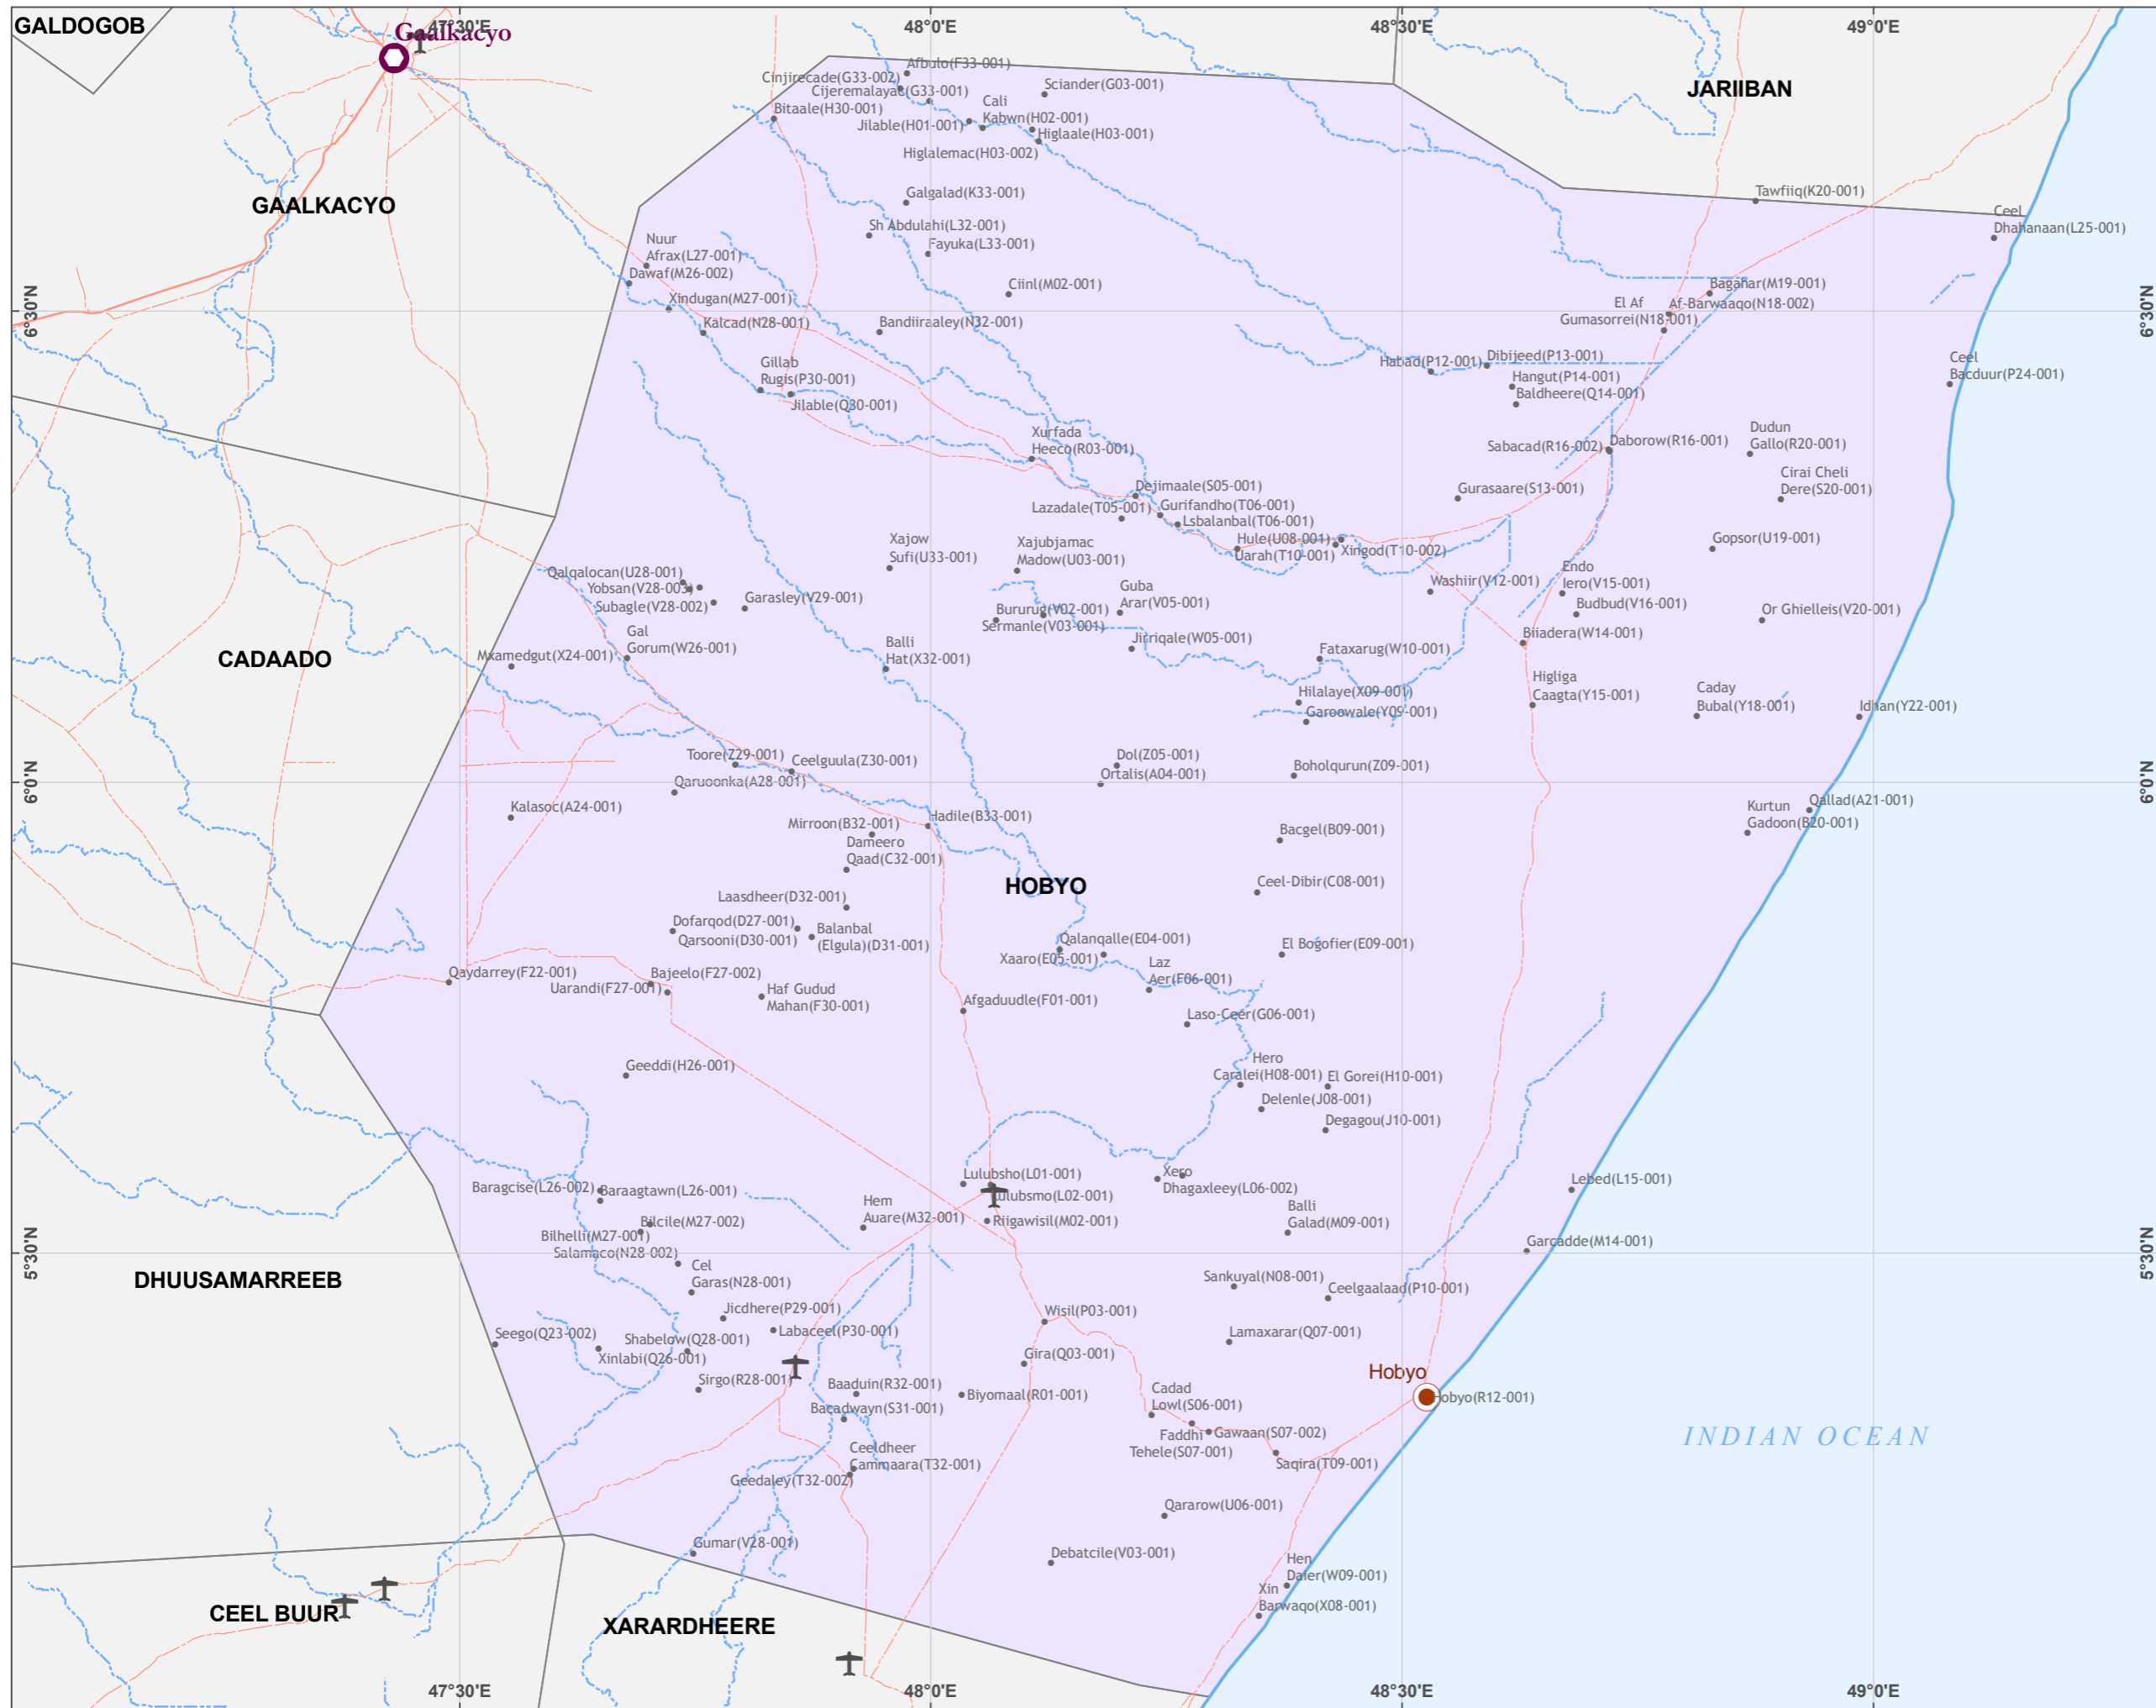 GALDOGOB
47°30'E
48°0'E
48°30'E
49°0'E
Gaalkacyo
Afbulo(F33-001)
Cinjirecade(G33-002)
Sciander(G03-001)
JARIIBAN
Cijeremalayac(G33-001)
Cali
Bitaale(H30-001)
Kabwn(H02-001)
Jilable(H01-001)
Higlaale(H03-001)
Higlalemac(H03-002)
GAALKACYO
Galgalad(K33-001)
Tawfiiq(K20-001)
Ceel
Dhahanaan(L25-001)
Sh Abdulahi(L32-001)
Nuur
Afrax(L27-001)
Fayuka(L33-001)
Dawaf(M26-002)
Ciinl(M02-001)
Bagahar(M19-001)
Xindugan(M27-001)
El Af
Af-Barwaaqo(N18-002)
6°30'N
6°30'N
Kalcad(N28-001)
Bandiiraaley(N32-001)
Gumasorrei(N18-001)
Gillab
Rugis(P30-001)
Habad(P12-001)
Dibijeed(P13-001)
Ceel
Bacduur(P24-001)
Hangut(P14-001)
Jilable(Q30-001)
Baldheere(Q14-001)
Xurfada
Heeco(R03-001)
Sabacad(R16-002)
Daborow(R16-001)
Dudun
Gallo(R20-001)
Cirai Cheli
Dere(S20-001)
Dejimaale(S05-001)
Gurasaare(S13-001)
Lazadale(T05-001)
Gurifandho(T06-001)
Lsbalanbal(T06-001)
Xajow
Sufi(U33-001)
Xajubjamac
Madow(U03-001)
Hule(U08-001)
Uarah(T10-001)
Xingod(T10-002)
Gopsor(U19-001)
Qalqalocan(U28-001)
Yobsan(V28-003)
Subagle(V28-002)
Garasley(V29-001)
Guba
Arar(V05-001)
Washiir(V12-001)
Endo
Iero(V15-001)
Bururug(V02-001)
Sermanle(V03-001)
Budbud(V16-001)
Or Ghielleis(V20-001)
Gal
Gorum(W26-001)
Jirriqale(W05-001)
Biiadera(W14-001)
CADAADO
Mxamedgut(X24-001)
Balli
Hat(X32-001)
Fataxarug(W10-001)
Higliga
Caagta(Y15-001)
Caday
Bubal(Y18-001)
Hilalaye(X09-001)
Garoowale(Y09-001)
Idhan(Y22-001)
Toore(Z29-001)
Ceelguula(Z30-001)
Dol(Z05-001)
Ortalis(A04-001)
Boholqurun(Z09-001)
6°0'N
6°0'N
Qaruoonka(A28-001)
Kalasoc(A24-001)
Qallad(A21-001)
Kurtun
Gadoon(B20-001)
Mirroon(B32-001)
Hadile(B33-001)
Bacgel(B09-001)
Dameero
Qaad(C32-001)
HOBYO
Ceel-Dibir(C08-001)
Laasdheer(D32-001)
Dofarqod(D27-001)
Qarsooni(D30-001)
Balanbal
(Elgula)(D31-001)
Qalanqalle(E04-001)
Xaaro(E05-001)
El Bogofier(E09-001)
Laz
Aer(F06-001)
Qaydarrey(F22-001)
Bajeelo(F27-002)
Uarandi(F27-001)
Haf Gudud
Mahan(F30-001)
Afgaduudle(F01-001)
Laso-Ceer(G06-001)
Geeddi(H26-001)
Hero
Caralei(H08-001)
El Gorei(H10-001)
Delenle(J08-001)
Degagou(J10-001)
Lulubsho(L01-001)
Xero
Dhagaxleey(L06-002)
Lebed(L15-001)
Baragcise(L26-002)
Baraagtawn(L26-001)
Lulubsmo(L02-001)
Hem
Auare(M32-001)
Riigawisil(M02-001)
Bilcile(M27-002)
Bilhelli(M27-001)
Balli
Galad(M09-001)
Garcadde(M14-001)
5°30'N
5°30'N
Salamaco(N28-002)
Cel
Garas(N28-001)
DHUUSAMARREEB
Sankuyal(N08-001)
Ceelgaalaad(P10-001)
Jicdhere(P29-001)
Wisil(P03-001)
Seego(Q23-002)
Shabelow(Q28-001)
Labaceel(P30-001)
Lamaxarar(Q07-001)
Xinlabi(Q26-001)
Gira(Q03-001)
Sirgo(R28-001)
Baaduin(R32-001)
Biyomaal(R01-001)
Hobyo
Hobyo(R12-001)
Bacadwayn(S31-001)
Cadad
Lowl(S06-001)
Faddhi
Tehele(S07-001)
Gawaan(S07-002)
INDIAN OCEAN
Ceeldheer
Cammaara(T32-001)
Geedaley(T32-002)
Saqira(T09-001)
Qararow(U06-001)
Gumar(V28-001)
Debatcile(V03-001)
Hen
Daier(W09-001)
Xin
Barwaqo(X08-001)
CEEL BUUR
XARARDHEERE
47°30'E
48°0'E
48°30'E
49°0'E